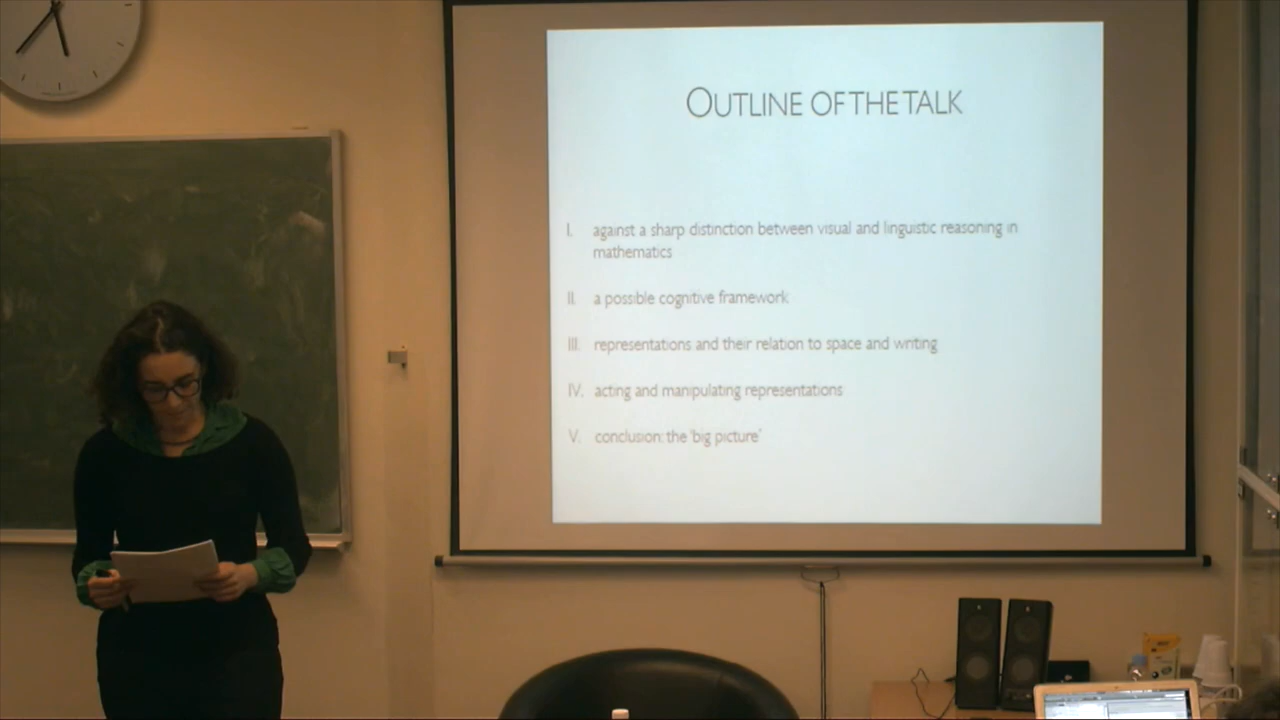 OUTLINE OF THE TALK
I. against a sharp distinction between visual and linguistic reasoning in
mathematics
II. a possible cognitive framework
III. representations and their relation to space and writing
IV. acting and manipulating representations
V. conclusion: the 'big picture'